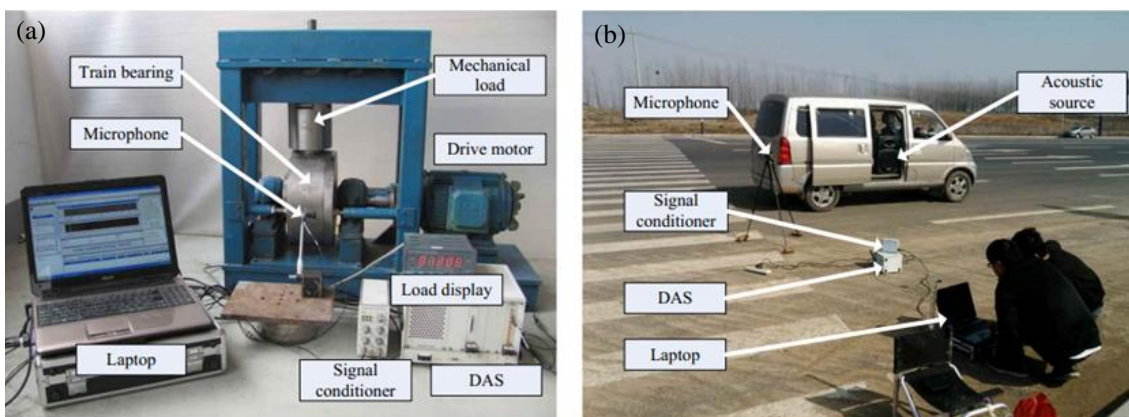 (a)
Train bearing
Mechanical
load
Microphone
Drive motor
Load display
Laptop
Signal
conditioner
DAS
(b)
Microphone
Acoustic
source
Signal
conditioner
DAS
Laptop